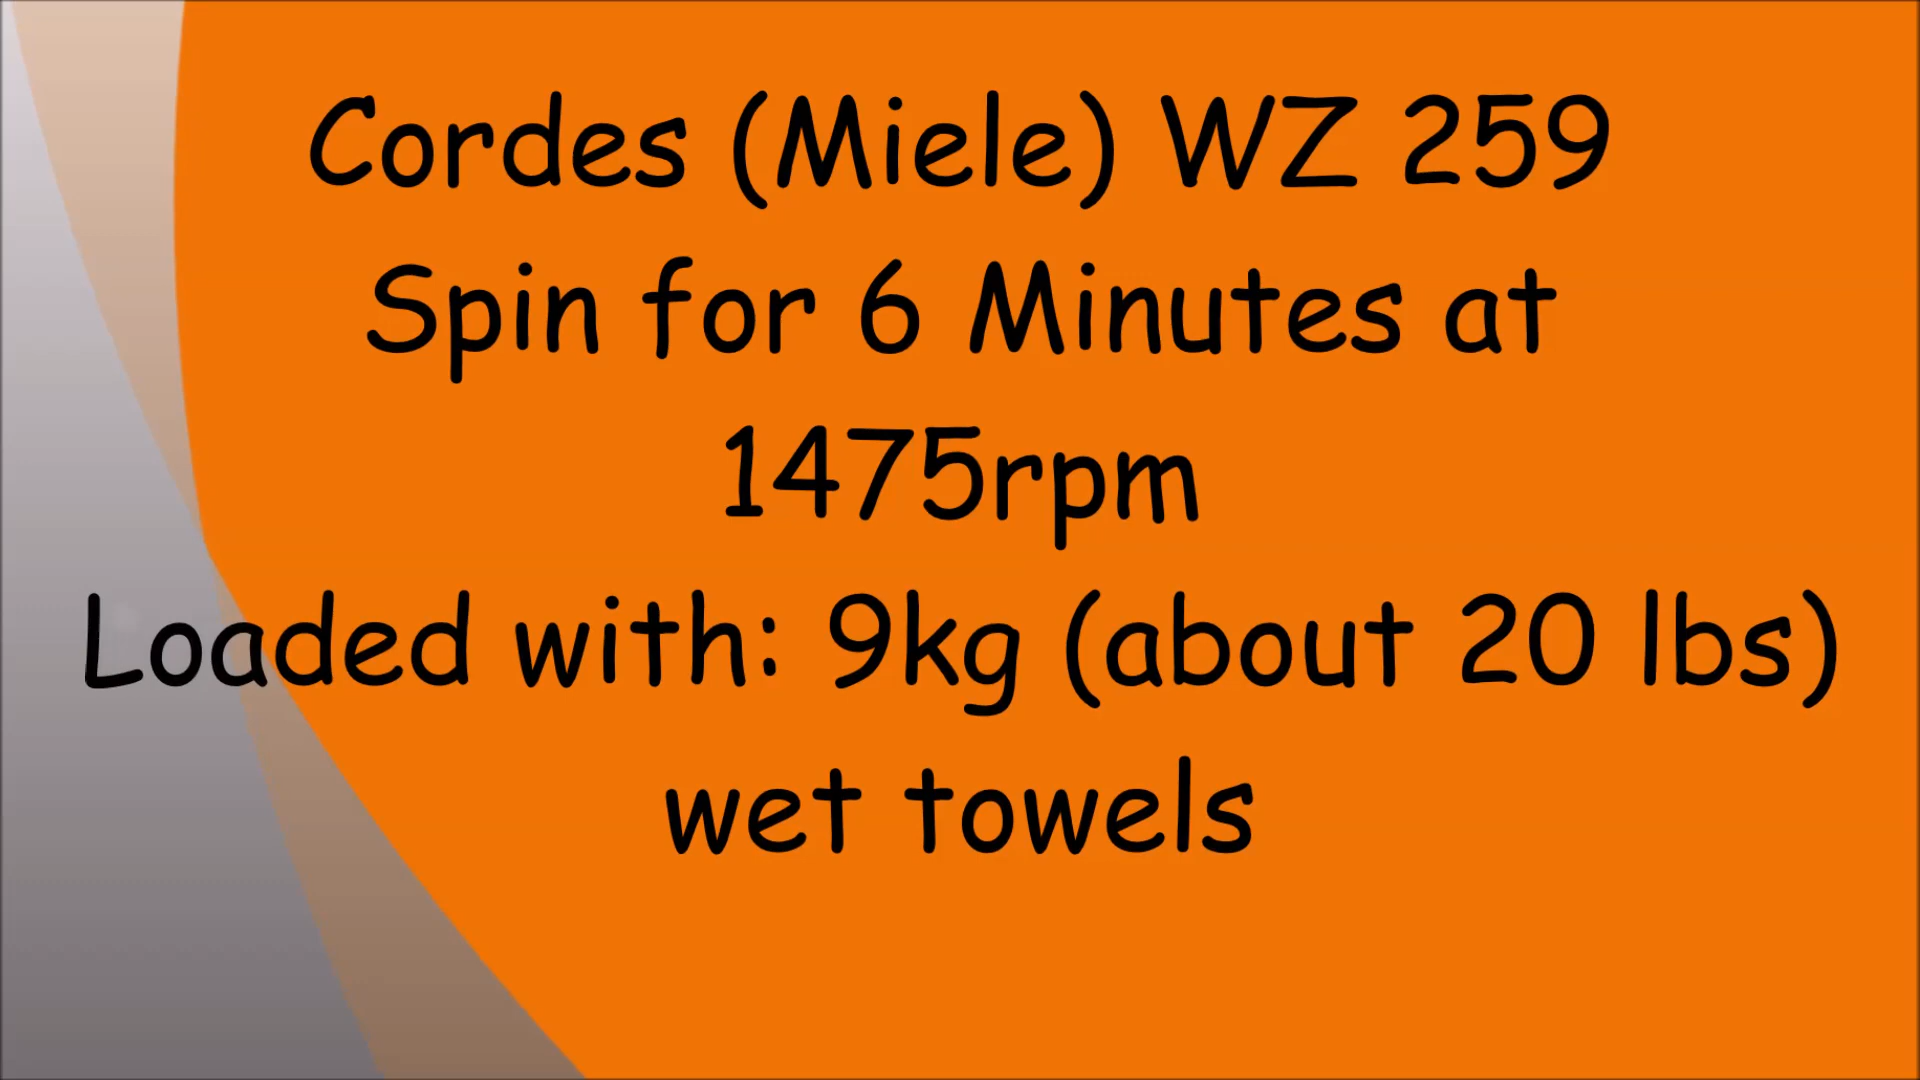 Cordes (Miele) WZ 259
Spin for 6 Minutes at
1475rpm
Loaded with: 9kg (about 20 lbs)
wet towels